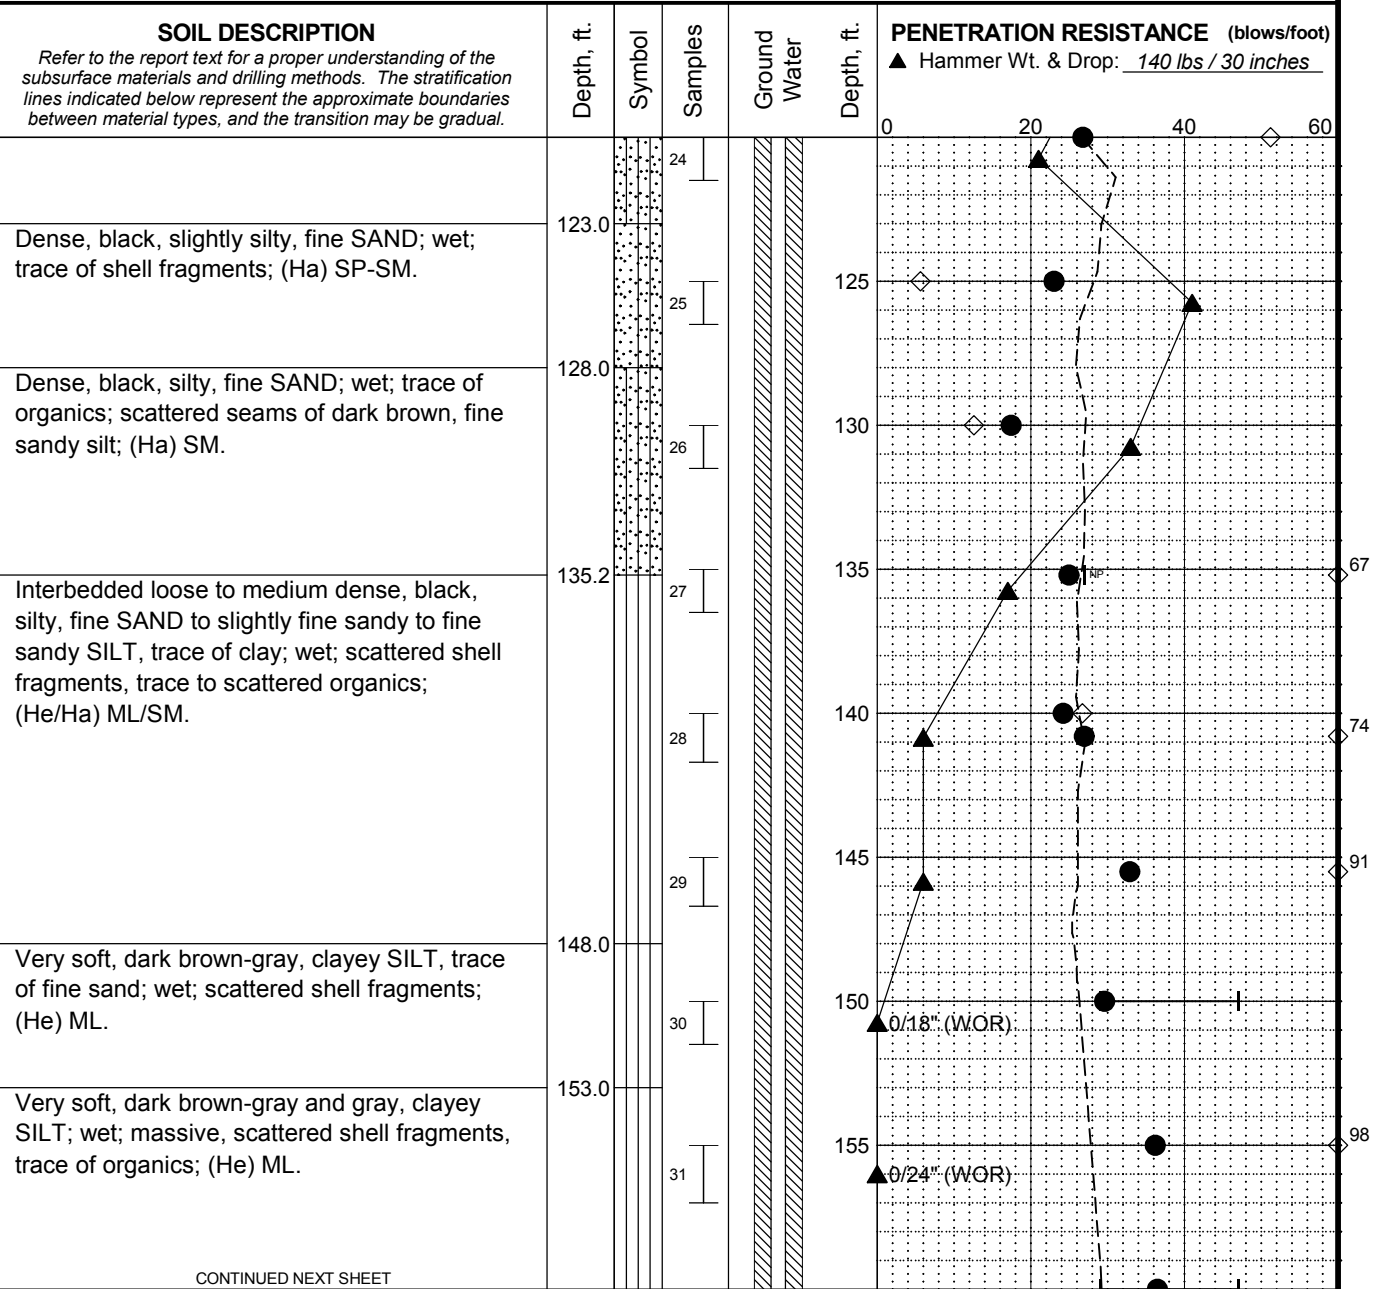 SOIL DESCRIPTION
Refer to the report text for a proper understanding of the
subsurface materials and drilling methods. The stratification
lines indicated below represent the approximate boundaries
between material types, and the transition may be gradual.
Depth, ft.
Symbol
Samples
Ground
Water
Depth, ft.
PENETRATION RESISTANCE (blows/foot)
▲ Hammer Wt. & Drop: 140 lbs / 30 inches
0 20 40 60
24
123.0
Dense, black, slightly silty, fine SAND; wet;
trace of shell fragments; (Ha) SP-SM.
25
125
128.0
Dense, black, silty, fine SAND; wet; trace of
organics; scattered seams of dark brown, fine
sandy silt; (Ha) SM.
26
130
135.2
Interbedded loose to medium dense, black,
silty, fine SAND to slightly fine sandy to fine
sandy SILT, trace of clay; wet; scattered shell
fragments, trace to scattered organics;
(He/Ha) ML/SM.
27
135
NP
67
28
140
74
29
145
91
148.0
Very soft, dark brown-gray, clayey SILT, trace
of fine sand; wet; scattered shell fragments;
(He) ML.
30
150
0/18" (WOR)
153.0
Very soft, dark brown-gray and gray, clayey
SILT; wet; massive, scattered shell fragments,
trace of organics; (He) ML.
31
155
98
0/24" (WOR)
CONTINUED NEXT SHEET